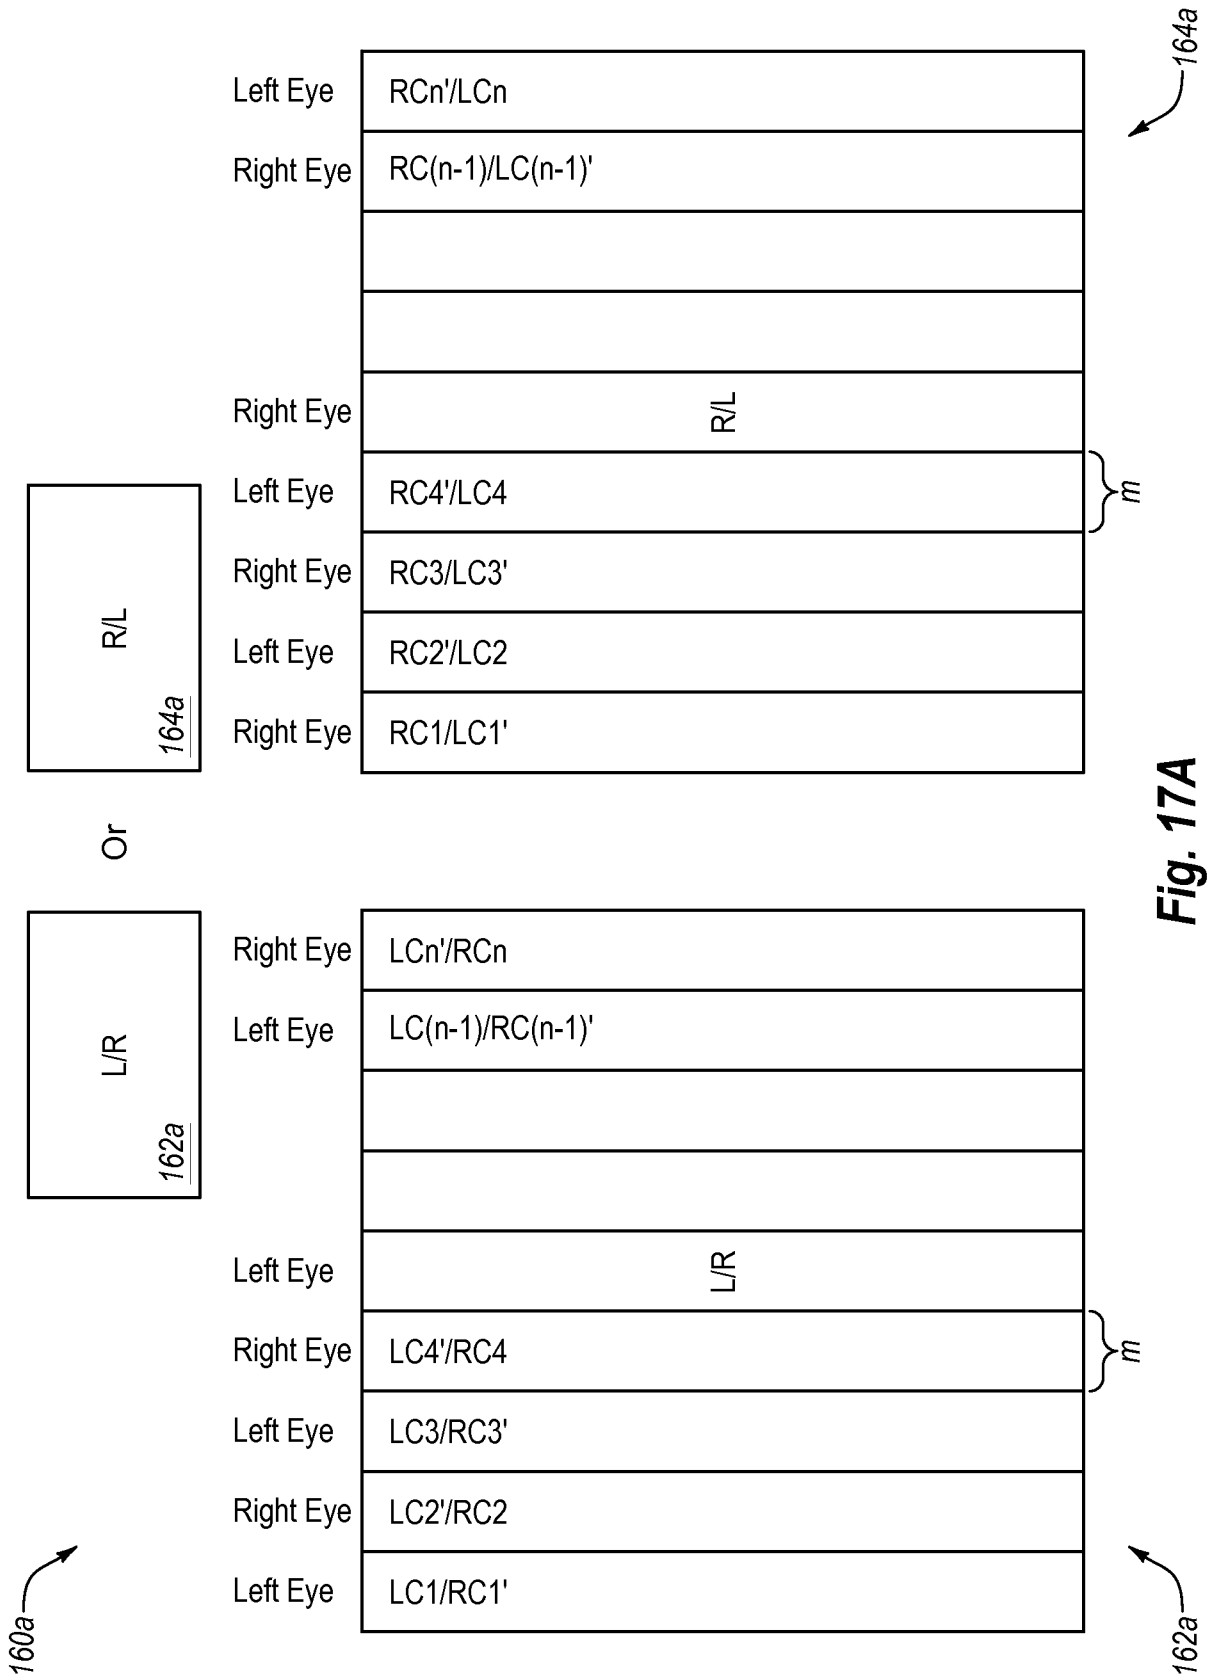 160a
L/R
162a
Or
R/L
164a
Left Eye
LC1/RC1'
Right Eye
LC2'/RC2
Left Eye
LC3/RC3'
Right Eye
LC4'/RC4
Left Eye
L/R
Left Eye
LC(n-1)/RC(n-1)'
Right Eye
LCn'/RCn
m
162a
Right Eye
RC1/LC1'
Left Eye
RC2'/LC2
Right Eye
RC3/LC3'
Left Eye
RC4'/LC4
Right Eye
R/L
Right Eye
RC(n-1)/LC(n-1)'
Left Eye
RCn'/LCn
m
164a
Fig. 17A